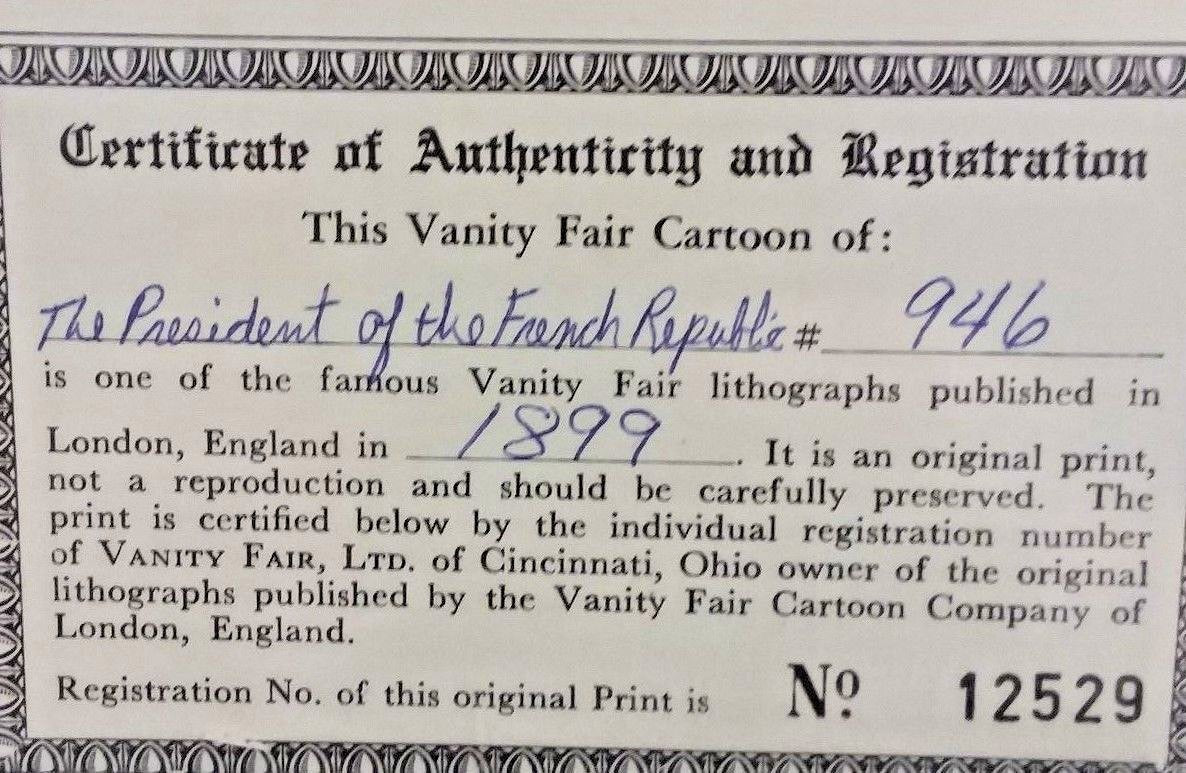 Certificate of Authenticity and Registration
This Vanity Fair Cartoon of:
The President of the French Republic # 946
is one of the famous Vanity Fair lithographs published in
London, England in 1899. It is an original print,
not a reproduction and should be carefully preserved. The
print is certified below by the individual registration number
of VANITY FAIR, LTD. of Cincinnati, Ohio owner of the original
lithographs published by the Vanity Fair Cartoon Company of
London, England.
Registration No. of this original Print is Nº 12529